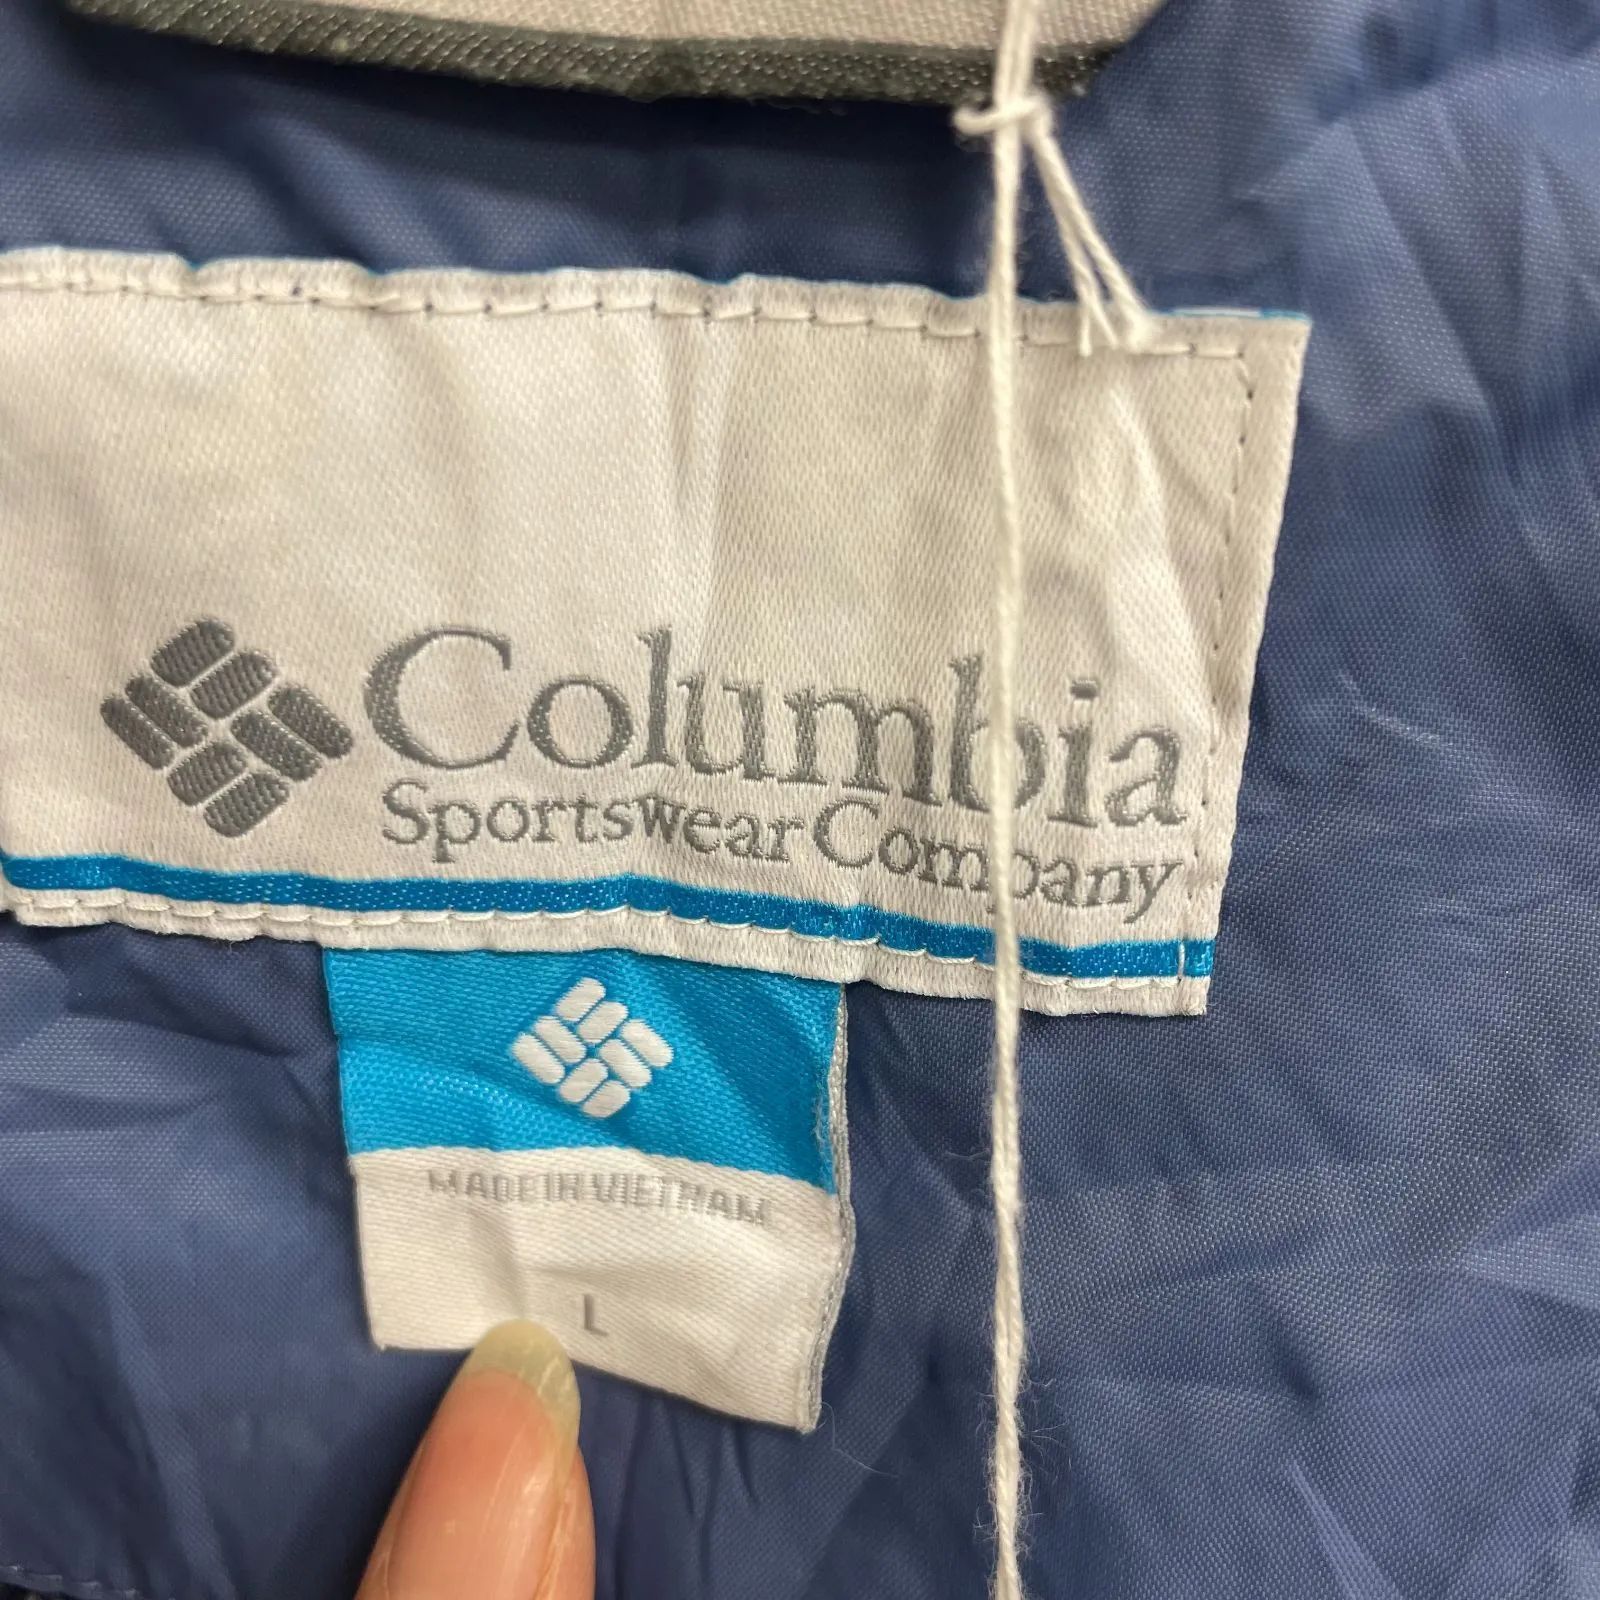 Columbia
Sportswear Company
MADE IN VIETNAM
L